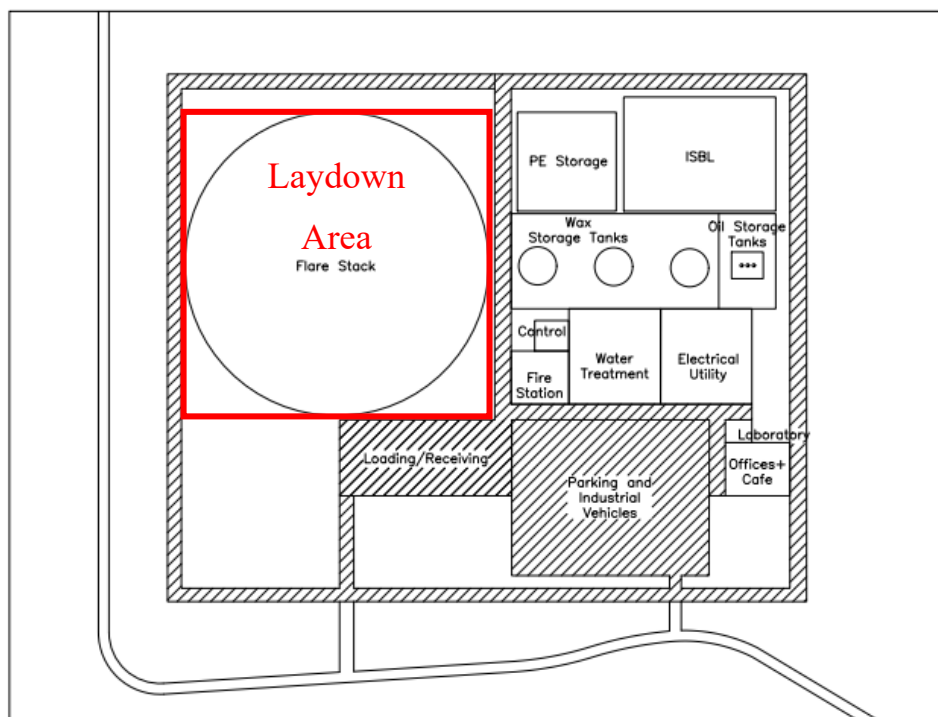 Laydown
Area
Flare Stack
PE Storage
ISBL
Wax
Storage Tanks
Oil Storage
Tanks
Control
Fire
Station
Water
Treatment
Electrical
Utility
Laboratory
Offices+
Cafe
Loading/Receiving
Parking and
Industrial
Vehicles